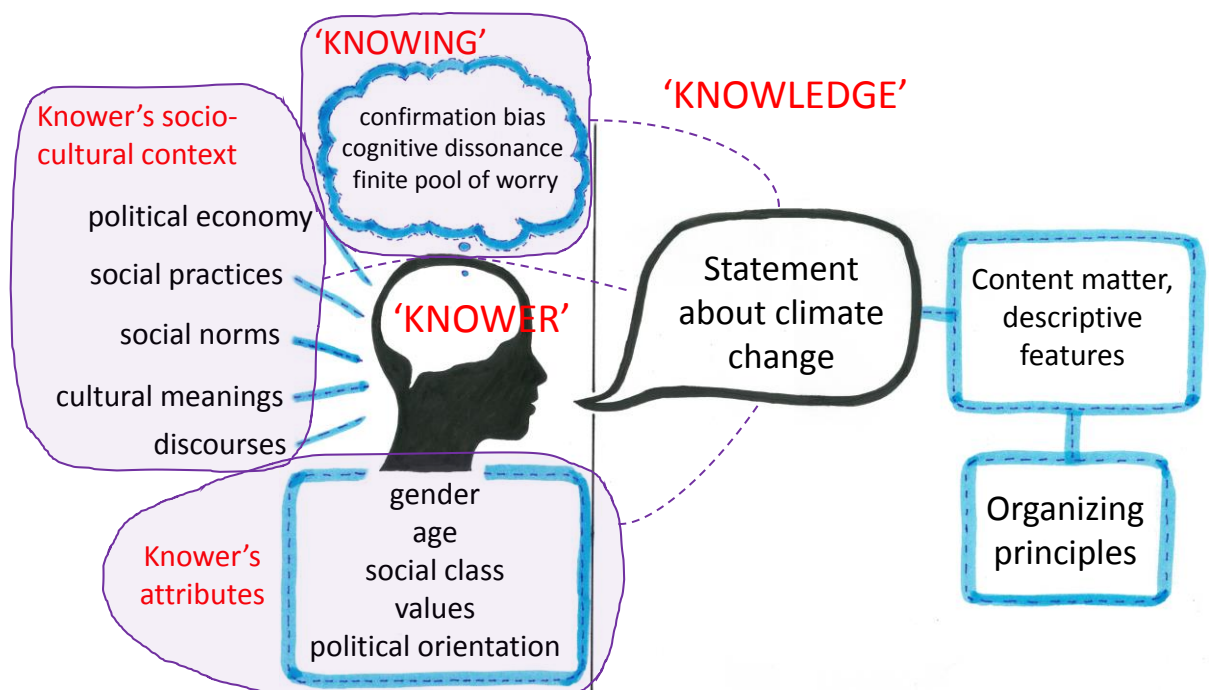 ‘KNOWING’
confirmation bias
cognitive dissonance
finite pool of worry
Knower’s socio-
cultural context
political economy
social practices
social norms
cultural meanings
discourses
‘KNOWER’
Knower’s
attributes
gender
age
social class
values
political orientation
‘KNOWLEDGE’
Statement
about climate
change
Content matter,
descriptive
features
Organizing
principles